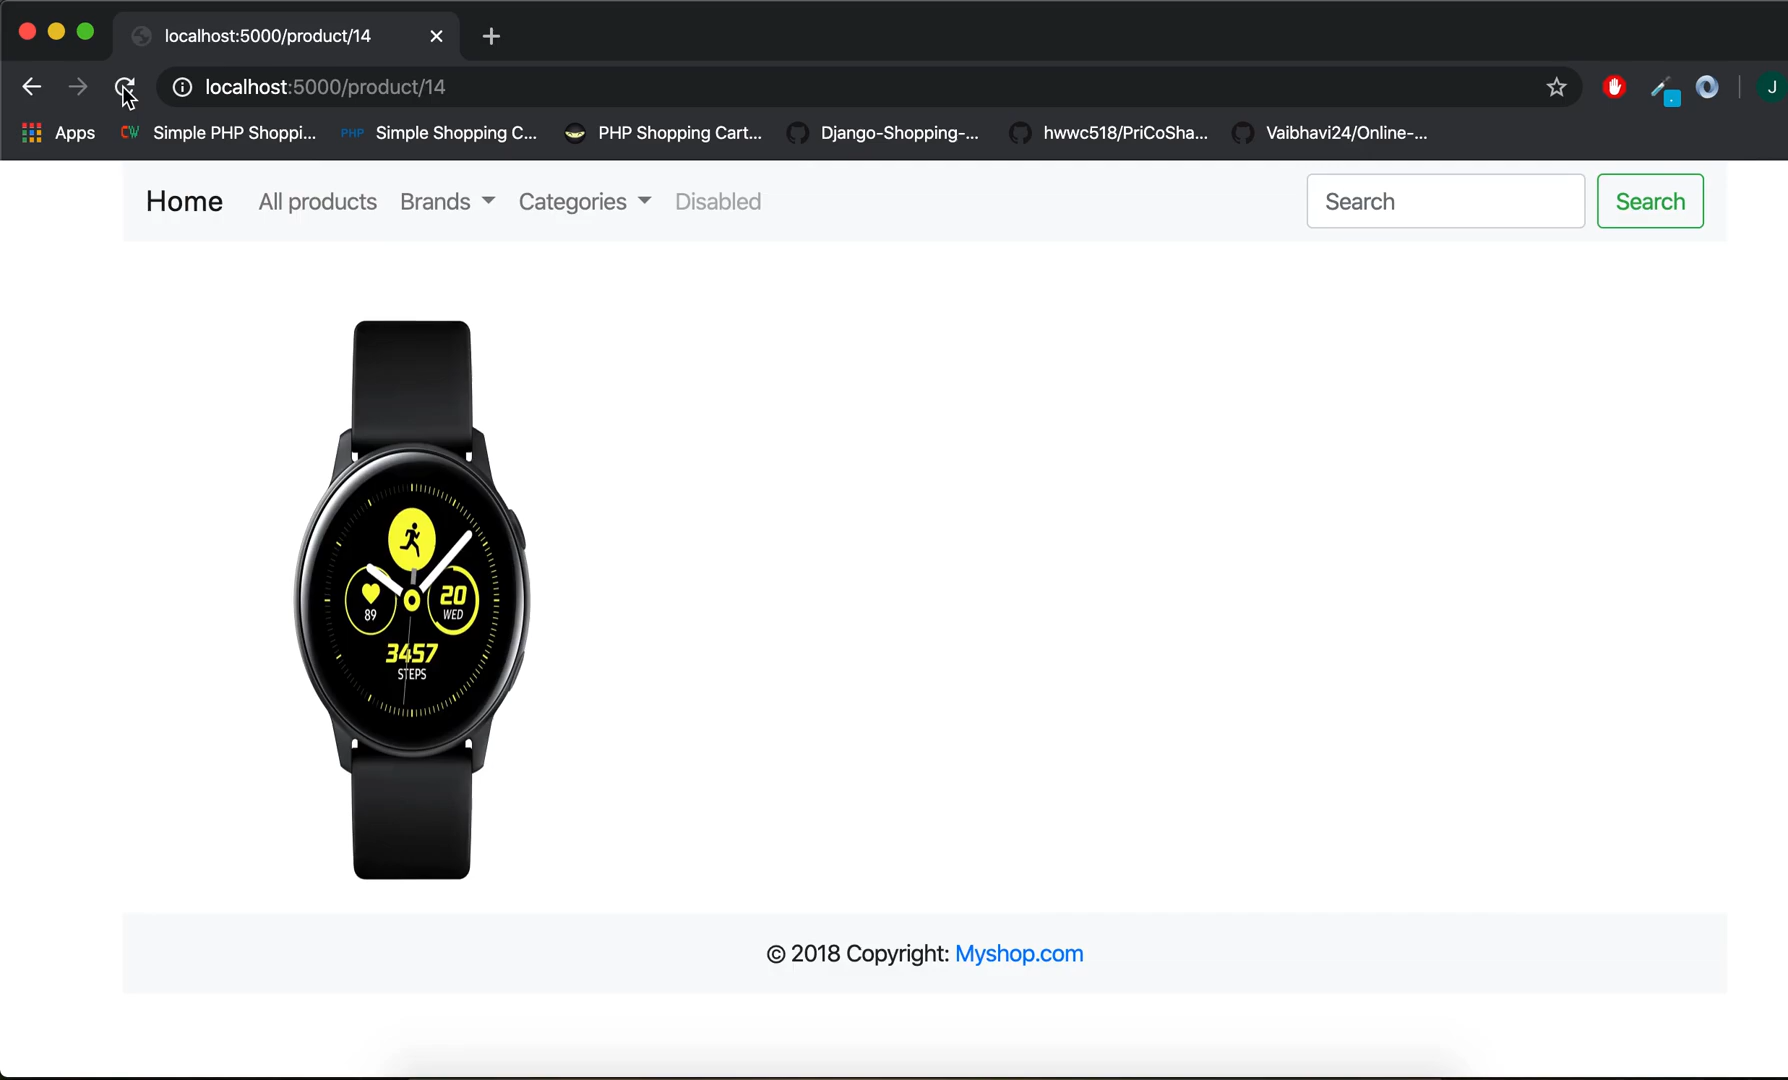 localhost:5000/product/14
localhost:5000/product/14
J
Apps
CW Simple PHP Shoppi...
PHP Simple Shopping C...
PHP Shopping Cart...
Django-Shopping-...
hwwc518/PriCoSha...
Vaibhavi24/Online-...
Home All products Brands Categories Disabled
Search Search
89
20
WED
3457
STEPS
© 2018 Copyright: Myshop.com